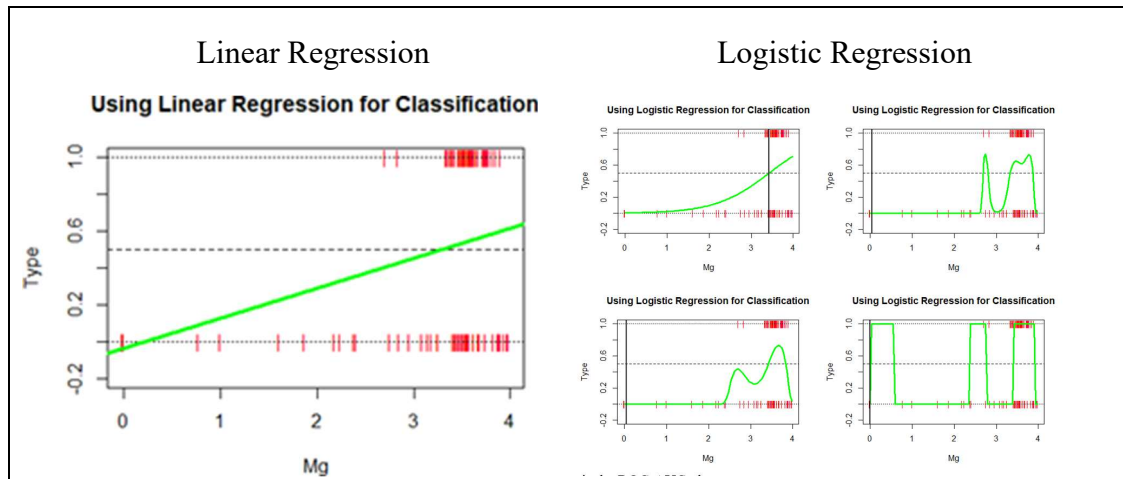 Linear Regression
Using Linear Regression for Classification
Type
1.0
0.6
0.2
-0.2
0 1 2 3 4
Mg
Logistic Regression
Using Logistic Regression for Classification
Type
1.0
0.6
0.2
-0.2
0 1 2 3 4
Mg
Using Logistic Regression for Classification
Type
1.0
0.6
0.2
-0.2
0 1 2 3 4
Mg
Using Logistic Regression for Classification
Type
1.0
0.6
0.2
-0.2
0 1 2 3 4
Mg
Using Logistic Regression for Classification
Type
1.0
0.6
0.2
-0.2
0 1 2 3 4
Mg